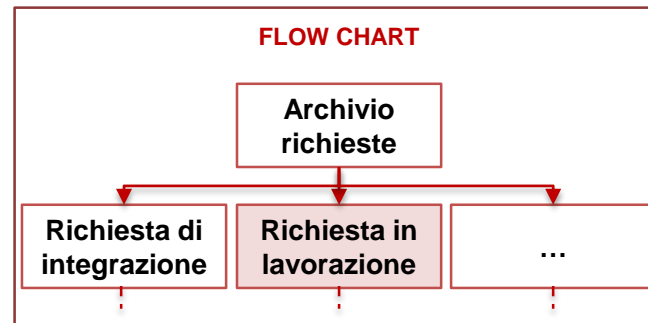 FLOW CHART
Archivio
richieste
Richiesta di
integrazione
Richiesta in
lavorazione
...